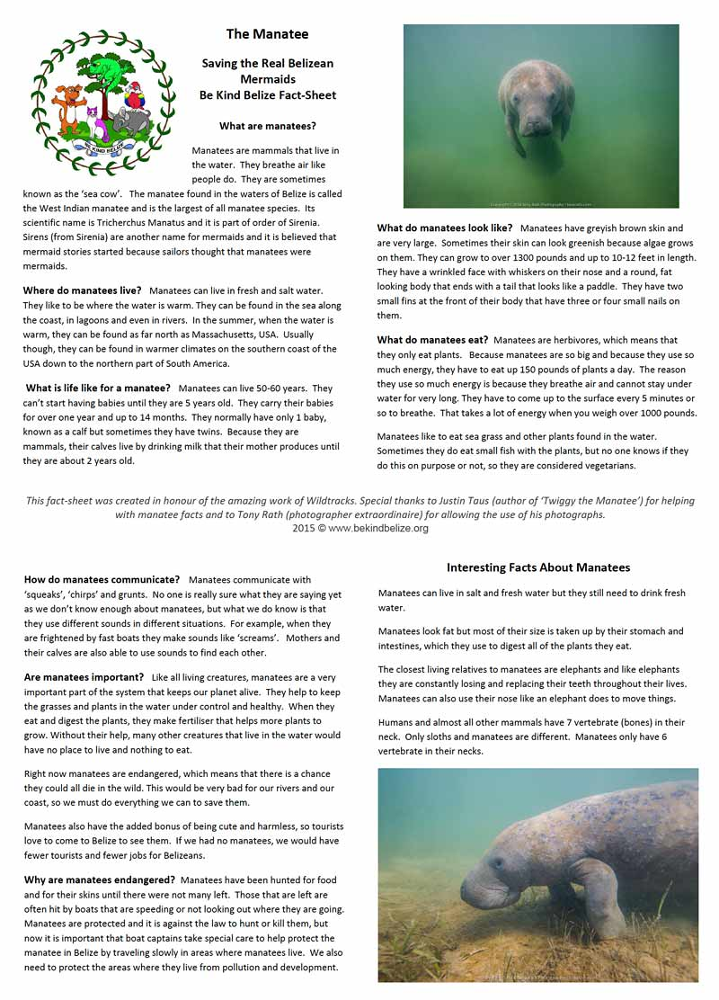 The Manatee
Saving the Real Belizean
Mermaids
Be Kind Belize Fact-Sheet
BE KIND BELIZE
What are manatees?
Manatees are mammals that live in
the water. They breathe air like
people do. They are sometimes
known as the ‘sea cow’. The manatee found in the waters of Belize is called
the West Indian manatee and is the largest of all manatee species. Its
scientific name is Tricherchus Manatus and it is part of order of Sirenia.
Sirens (from Sirenia) are another name for mermaids and it is believed that
mermaid stories started because sailors thought that manatees were
mermaids.
Where do manatees live? Manatees can live in fresh and salt water.
They like to be where the water is warm. They can be found in the sea along
the coast, in lagoons and even in rivers. In the summer, when the water is
warm, they can be found as far north as Massachusetts, USA. Usually
though, they can be found in warmer climates on the southern coast of the
USA down to the northern part of South America.
What is life like for a manatee? Manatees can live 50-60 years. They
can’t start having babies until they are 5 years old. They carry their babies
for over one year and up to 14 months. They normally have only 1 baby,
known as a calf but sometimes they have twins. Because they are
mammals, their calves live by drinking milk that their mother produces until
they are about 2 years old.
What do manatees look like? Manatees have greyish brown skin and
are very large. Sometimes their skin can look greenish because algae grows
on them. They can grow to over 1300 pounds and up to 10-12 feet in length.
They have a wrinkled face with whiskers on their nose and a round, fat
looking body that ends with a tail that looks like a paddle. They have two
small fins at the front of their body that have three or four small nails on
them.
What do manatees eat? Manatees are herbivores, which means that
they only eat plants. Because manatees are so big and because they use so
much energy, they have to eat up 150 pounds of plants a day. The reason
they use so much energy is because they breathe air and cannot stay under
water for very long. They have to come up to the surface every 5 minutes or
so to breathe. That takes a lot of energy when you weigh over 1000 pounds.
Manatees like to eat sea grass and other plants found in the water.
Sometimes they do eat small fish with the plants, but no one knows if they
do this on purpose or not, so they are considered vegetarians.
This fact-sheet was created in honour of the amazing work of Wildtracks. Special thanks to Justin Taus (author of ‘Twiggy the Manatee’) for helping
with manatee facts and to Tony Rath (photographer extraordinaire) for allowing the use of his photographs.
2015 © www.bekindbelize.org
How do manatees communicate? Manatees communicate with
‘squeaks’, ‘chirps’ and grunts. No one is really sure what they are saying yet
as we don’t know enough about manatees, but what we do know is that
they use different sounds in different situations. For example, when they
are frightened by fast boats they make sounds like ‘screams’. Mothers and
their calves are also able to use sounds to find each other.
Are manatees important? Like all living creatures, manatees are a very
important part of the system that keeps our planet alive. They help to keep
the grasses and plants in the water under control and healthy. When they
eat and digest the plants, they make fertiliser that helps more plants to
grow. Without their help, many other creatures that live in the water would
have no place to live and nothing to eat.
Right now manatees are endangered, which means that there is a chance
they could all die in the wild. This would be very bad for our rivers and our
coast, so we must do everything we can to save them.
Manatees also have the added bonus of being cute and harmless, so tourists
love to come to Belize to see them. If we had no manatees, we would have
fewer tourists and fewer jobs for Belizeans.
Why are manatees endangered? Manatees have been hunted for food
and for their skins until there were not many left. Those that are left are
often hit by boats that are speeding or not looking out where they are going.
Manatees are protected and it is against the law to hunt or kill them, but
now it is important that boat captains take special care to help protect the
manatee in Belize by traveling slowly in areas where manatees live. We also
need to protect the areas where they live from pollution and development.
Interesting Facts About Manatees
Manatees can live in salt and fresh water but they still need to drink fresh
water.
Manatees look fat but most of their size is taken up by their stomach and
intestines, which they use to digest all of the plants they eat.
The closest living relatives to manatees are elephants and like elephants
they are constantly losing and replacing their teeth throughout their lives.
Manatees can also use their nose like an elephant does to move things.
Humans and almost all other mammals have 7 vertebrate (bones) in their
neck. Only sloths and manatees are different. Manatees only have 6
vertebrate in their necks.